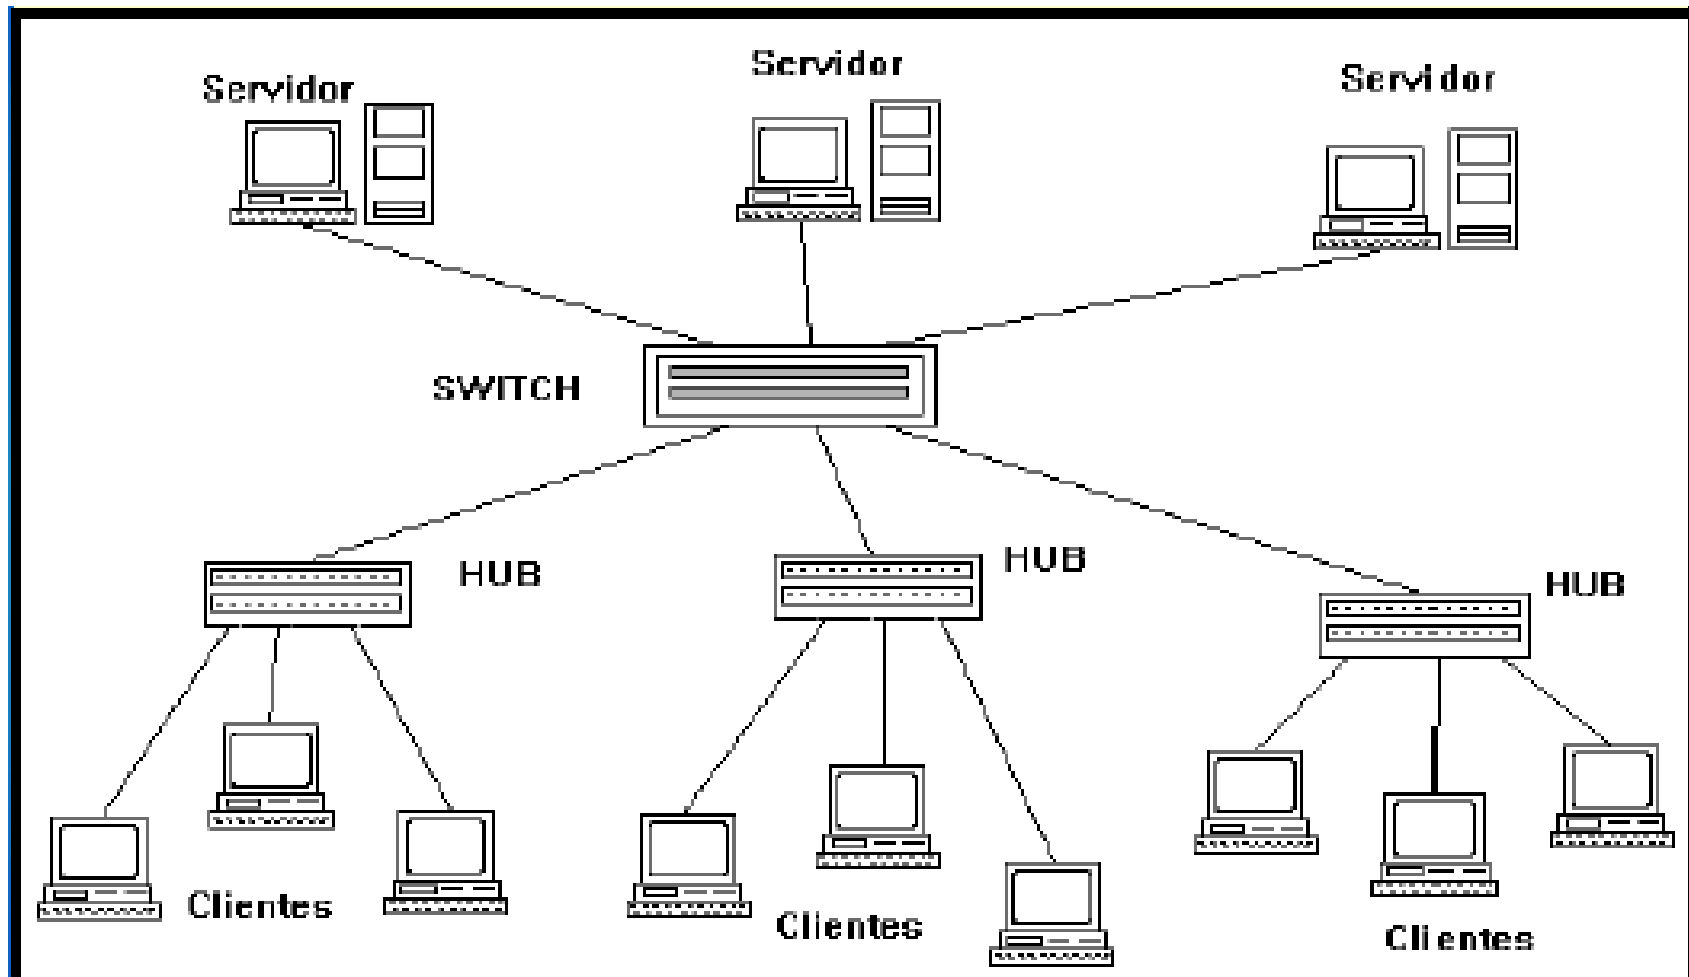 Servidor
Servidor
Servidor
SWITCH
HUB
HUB
HUB
Clientes
Clientes
Clientes